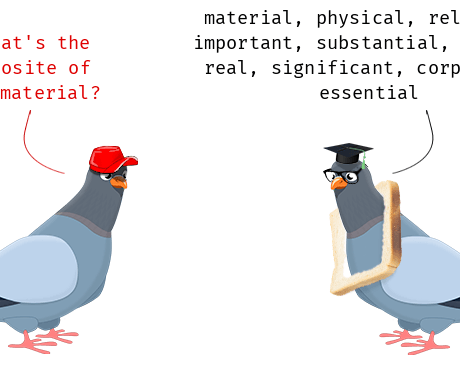 at's the
osite of
material?
material, physical, rel
important, substantial,
real, significant, corp
essential